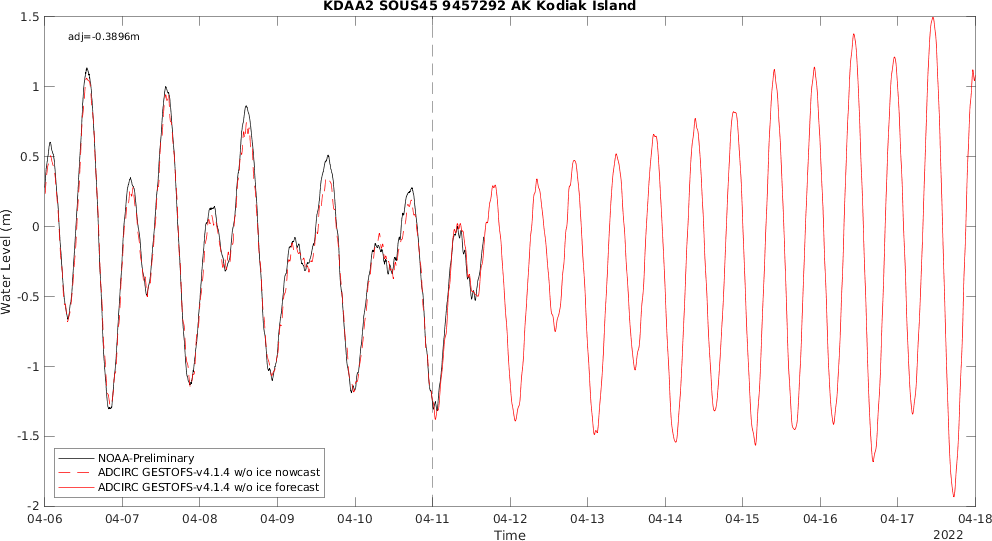 KDAA2 SOUS45 9457292 AK Kodiak Island
adj=-0.3896m
1.5
1
0.5
0
-0.5
-1
-1.5
-2
Water Level (m)
NOAA-Preliminary
ADCIRC GESTOFS-v4.1.4 w/o ice nowcast
ADCIRC GESTOFS-v4.1.4 w/o ice forecast
04-06 04-07 04-08 04-09 04-10 04-11 04-12 04-13 04-14 04-15 04-16 04-17 04-18
Time
2022